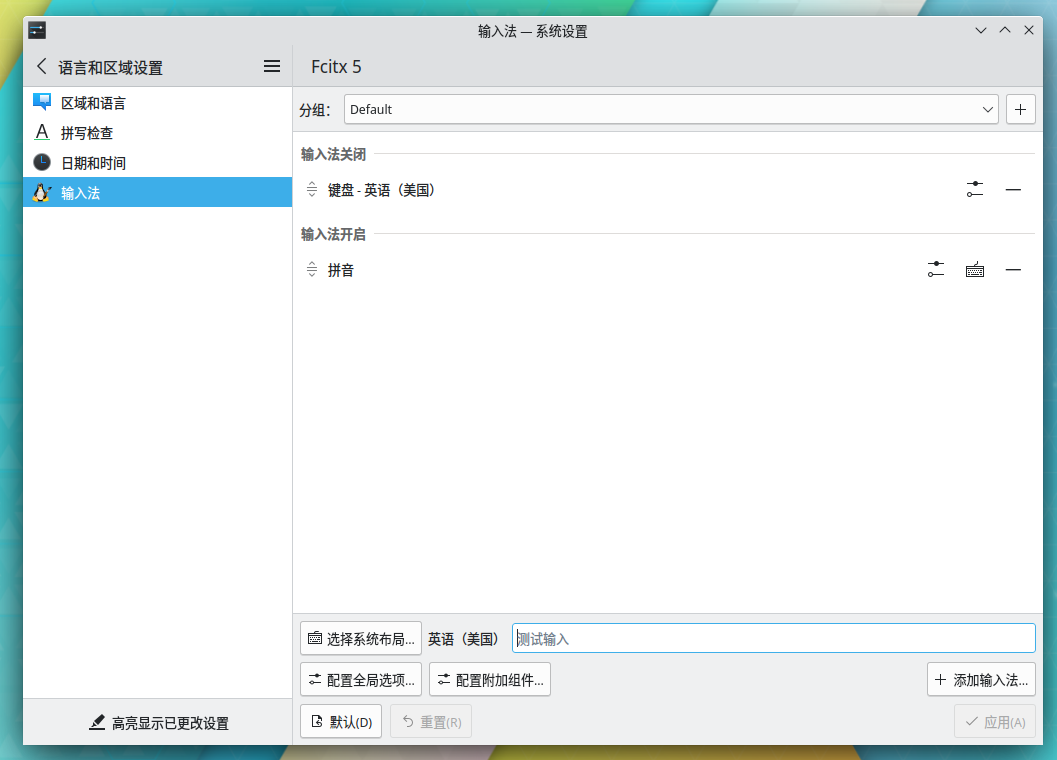 输入法 — 系统设置
语言和区域设置
Fcitx 5
区域和语言
拼写检查
日期和时间
输入法
分组：
Default
输入法关闭
键盘 - 英语（美国）
输入法开启
拼音
选择系统布局...
英语（美国）
测试输入
配置全局选项...
配置附加组件...
添加输入法...
高亮显示已更改设置
默认(D)
重置(R)
应用(A)